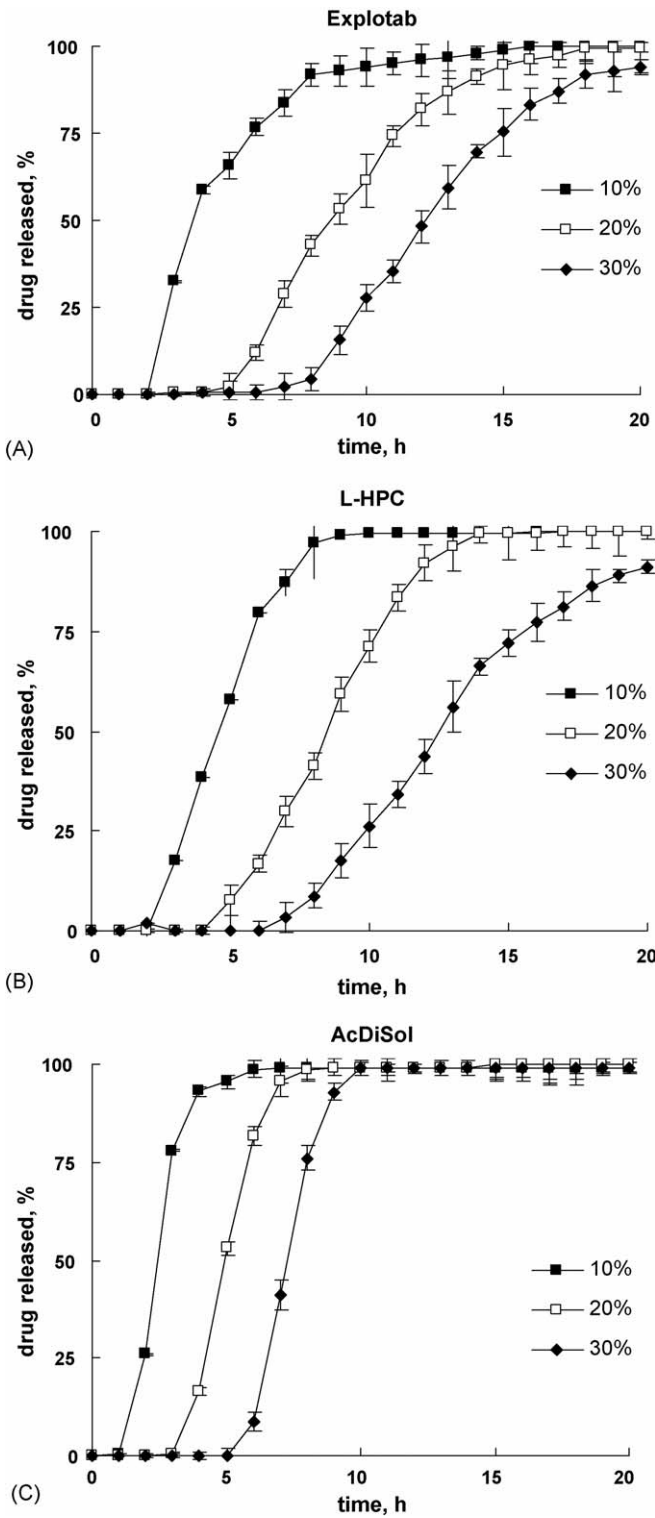 Explotab
100
75
50
25
0
drug released, %
10%
20%
30%
0 5 10 15 20
time, h
(A)
L-HPC
100
75
50
25
0
drug released, %
10%
20%
30%
0 5 10 15 20
time, h
(B)
AcDiSol
100
75
50
25
0
drug released, %
10%
20%
30%
0 5 10 15 20
time, h
(C)